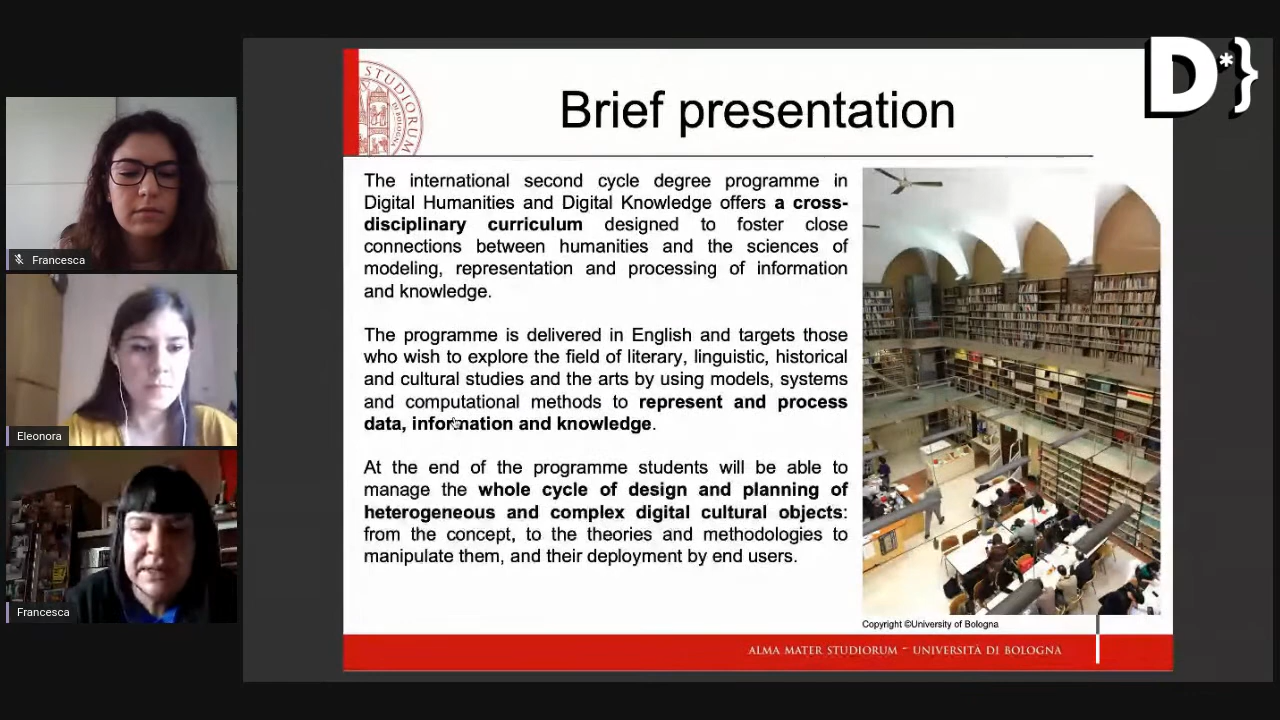 Brief presentation
The international second cycle degree programme in
Digital Humanities and Digital Knowledge offers a cross-
disciplinary curriculum designed to foster close
connections between humanities and the sciences of
modeling, representation and processing of information
and knowledge.
The programme is delivered in English and targets those
who wish to explore the field of literary, linguistic, historical
and cultural studies and the arts by using models, systems
and computational methods to represent and process
data, information and knowledge.
At the end of the programme students will be able to
manage the whole cycle of design and planning of
heterogeneous and complex digital cultural objects:
from the concept, to the theories and methodologies to
manipulate them, and their deployment by end users.
Copyright ©University of Bologna
ALMA MATER STUDIORUM ~ UNIVERSITÀ DI BOLOGNA
STUDIORUM
D*}
Francesca
Eleonora
Francesca